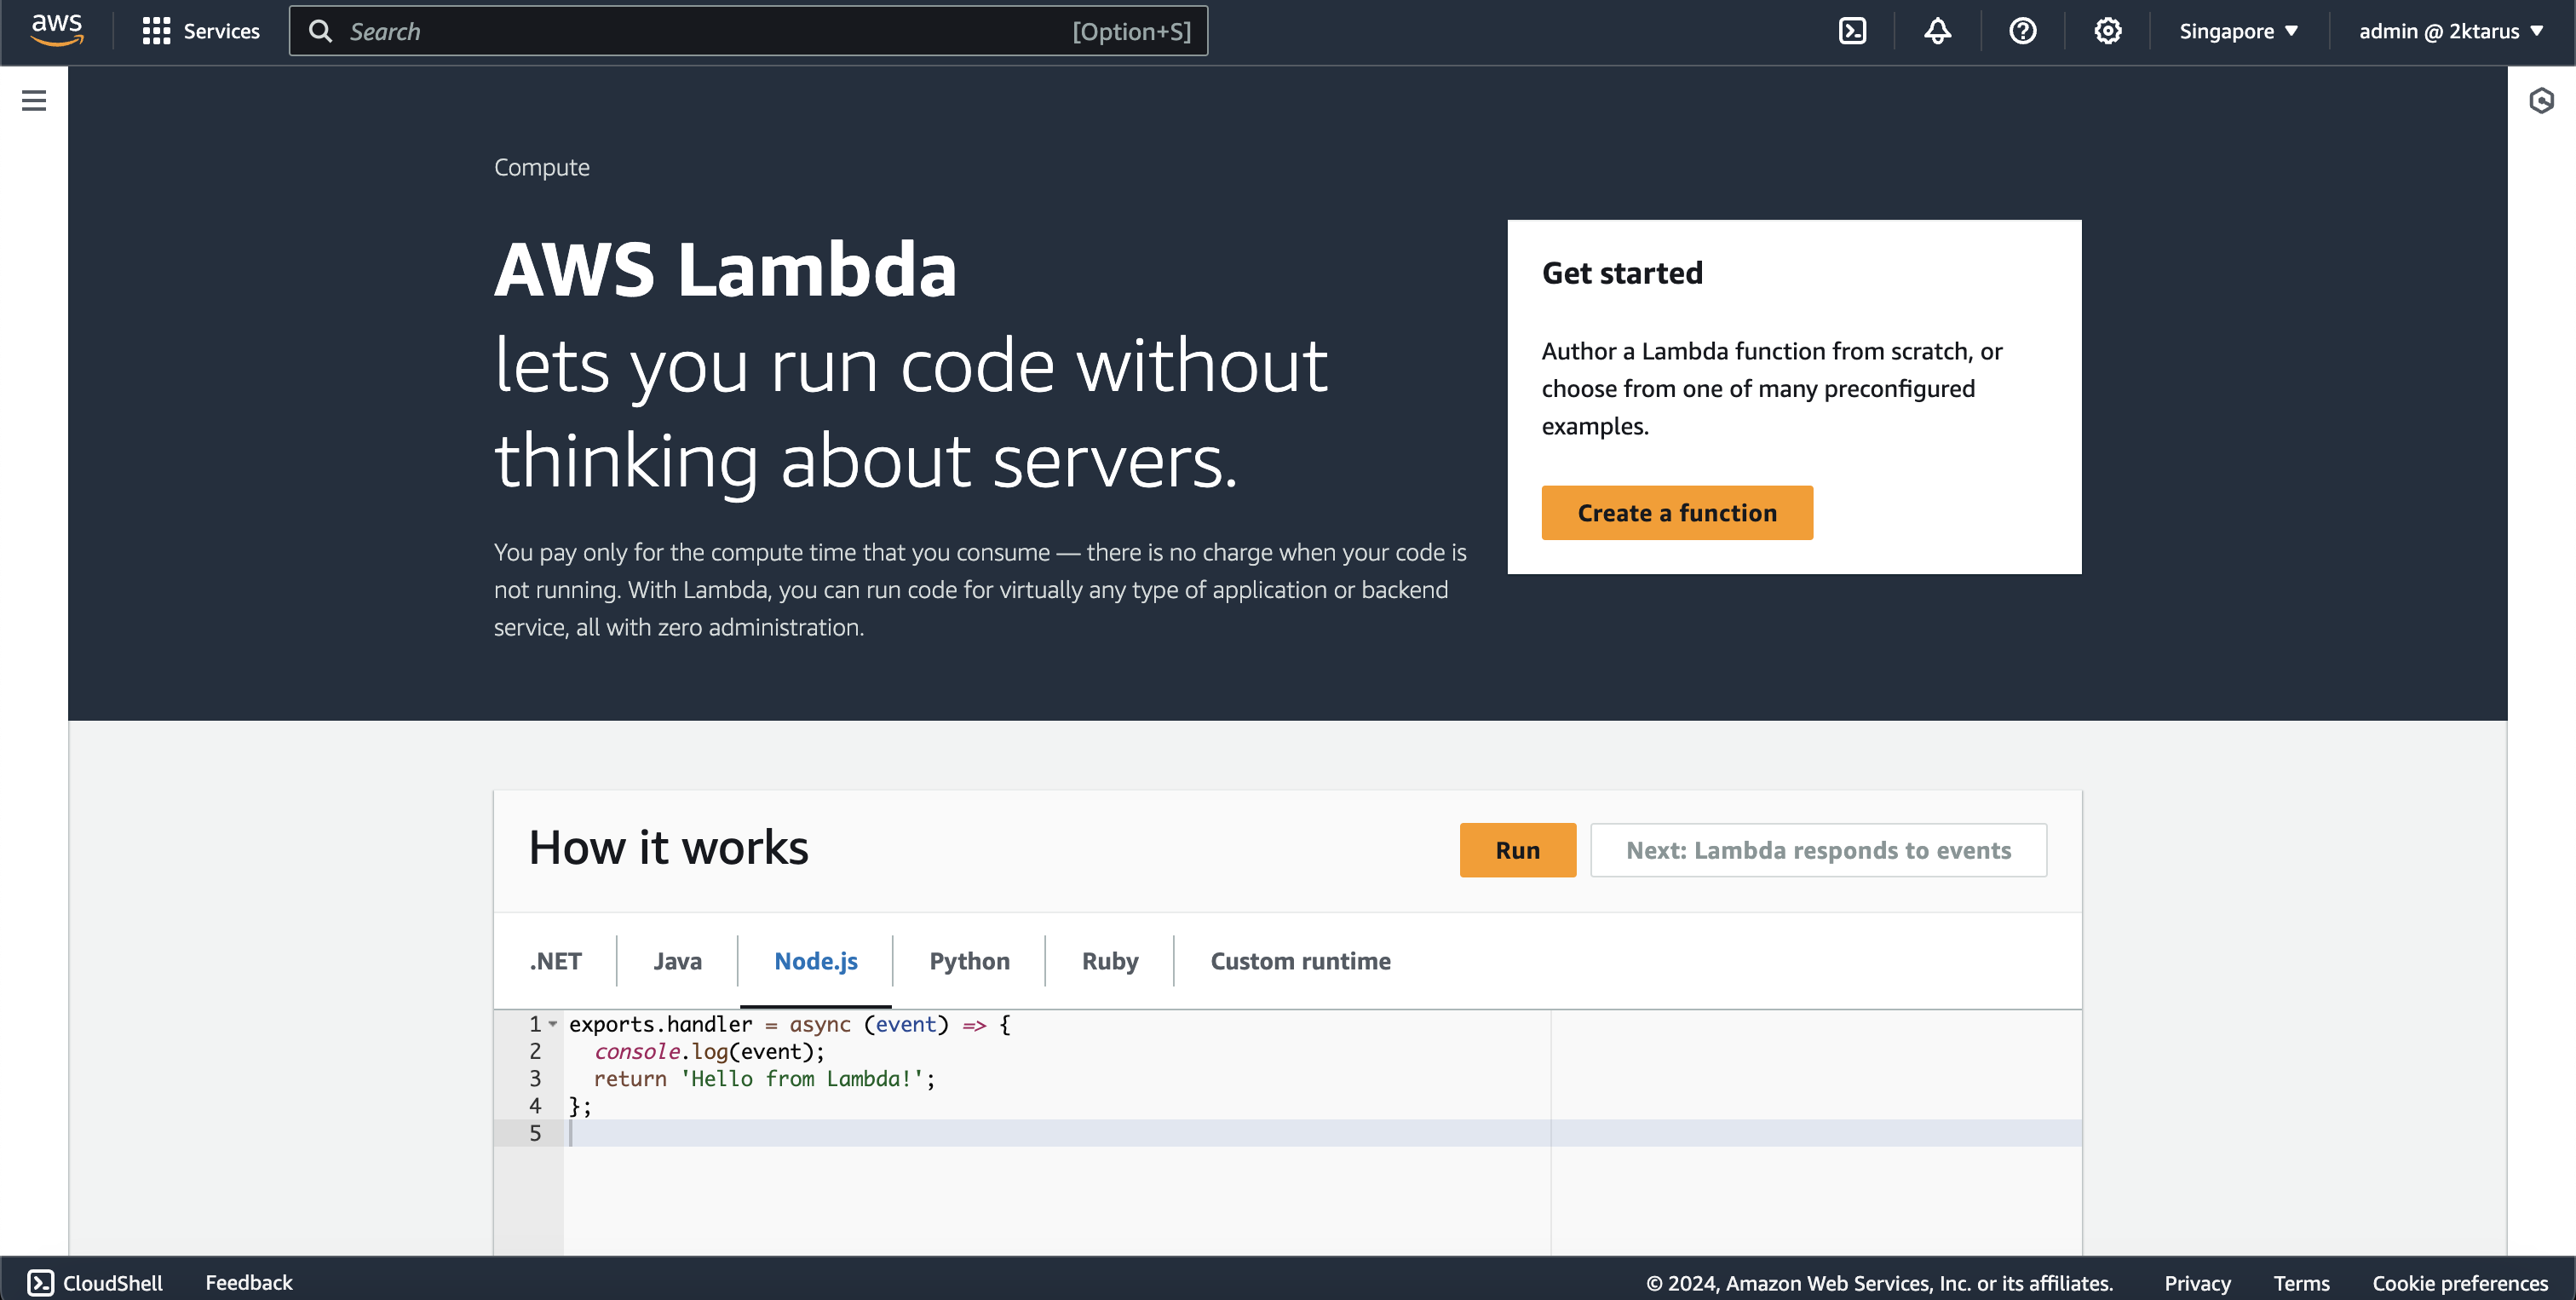 aws
Services
Search
[Option+S]
Singapore
admin @ 2ktarus
Compute
AWS Lambda
lets you run code without
thinking about servers.
You pay only for the compute time that you consume — there is no charge when your code is
not running. With Lambda, you can run code for virtually any type of application or backend
service, all with zero administration.
Get started
Author a Lambda function from scratch, or
choose from one of many preconfigured
examples.
Create a function
How it works
Run
Next: Lambda responds to events
.NET
Java
Node.js
Python
Ruby
Custom runtime
1 exports.handler = async (event) => {
2 console.log(event);
3 return 'Hello from Lambda!';
4 };
5
CloudShell
Feedback
© 2024, Amazon Web Services, Inc. or its affiliates.
Privacy
Terms
Cookie preferences